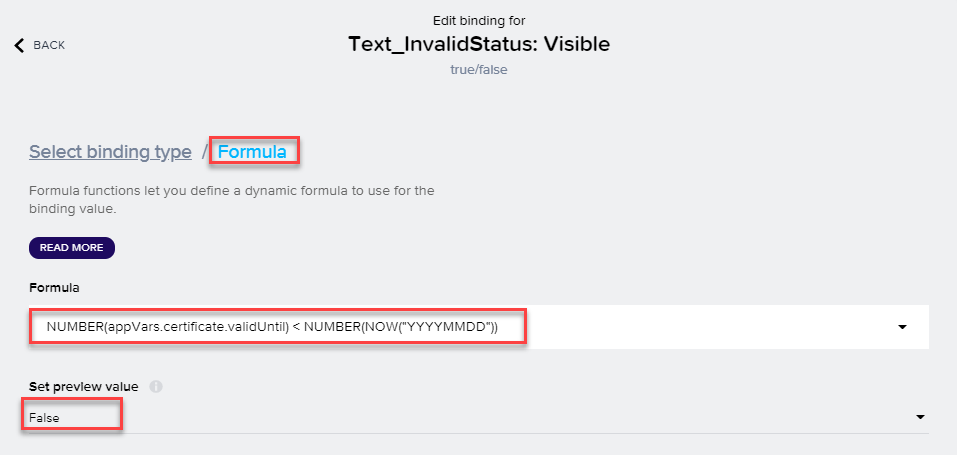 Edit binding for
BACK
Text_InvalidStatus: Visible
true/false
Select binding type / Formula
Formula functions let you define a dynamic formula to use for the
binding value.
READ MORE
Formula
NUMBER(appVars.certificate.validUntil) < NUMBER(NOW("YYYYMMDD"))
Set preview value
False